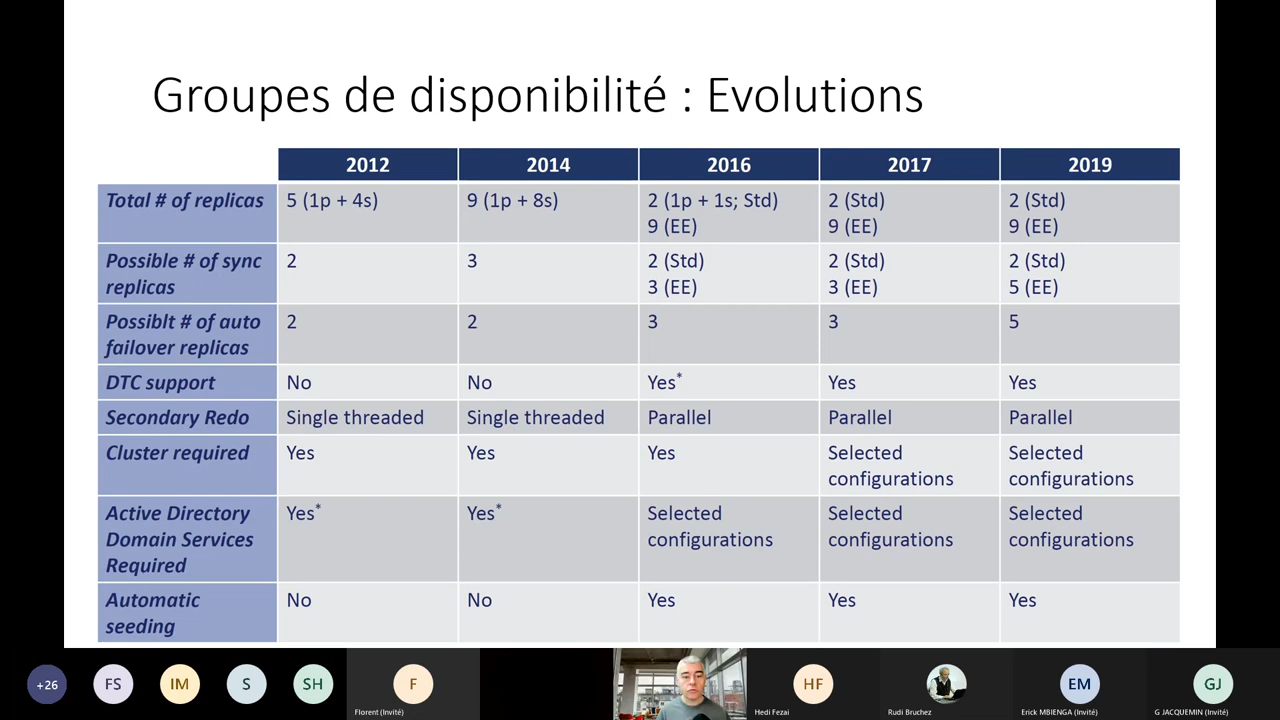 Groupes de disponibilité : Evolutions
2012 2014 2016 2017 2019
Total # of replicas 5 (1p + 4s) 9 (1p + 8s) 2 (1p + 1s; Std) 2 (Std) 2 (Std)
9 (EE) 9 (EE) 9 (EE)
Possible # of sync 2 3 2 (Std) 2 (Std) 2 (Std)
replicas 3 (EE) 3 (EE) 5 (EE)
Possiblt # of auto 2 2 3 3 5
failover replicas
DTC support No No Yes* Yes Yes
Secondary Redo Single threaded Single threaded Parallel Parallel Parallel
Cluster required Yes Yes Yes Selected Selected
configurations configurations
Active Directory Yes* Yes* Selected Selected Selected
Domain Services configurations configurations configurations
Required
Automatic No No Yes Yes Yes
seeding
+26 FS IM S SH F HF EM GJ
Florent (Invité) Hedi Fezai Rudi Bruchez Erick MBIENGA (Invité) G JACQUEMIN (Invité)